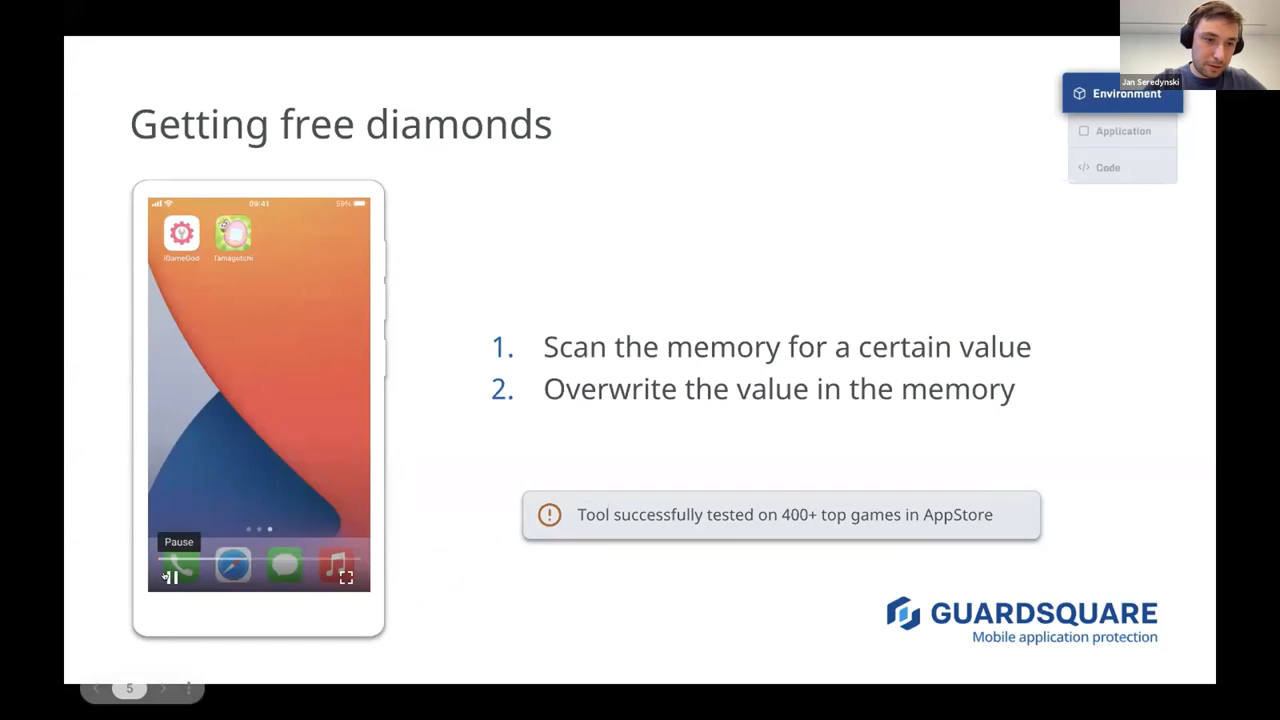 Jan Seredynski
Environment
Application
Code
Getting free diamonds
09:41
59%
iGameGod
Tamagotchi
Pause
1. Scan the memory for a certain value
2. Overwrite the value in the memory
Tool successfully tested on 400+ top games in AppStore
GUARDSQUARE
Mobile application protection
5